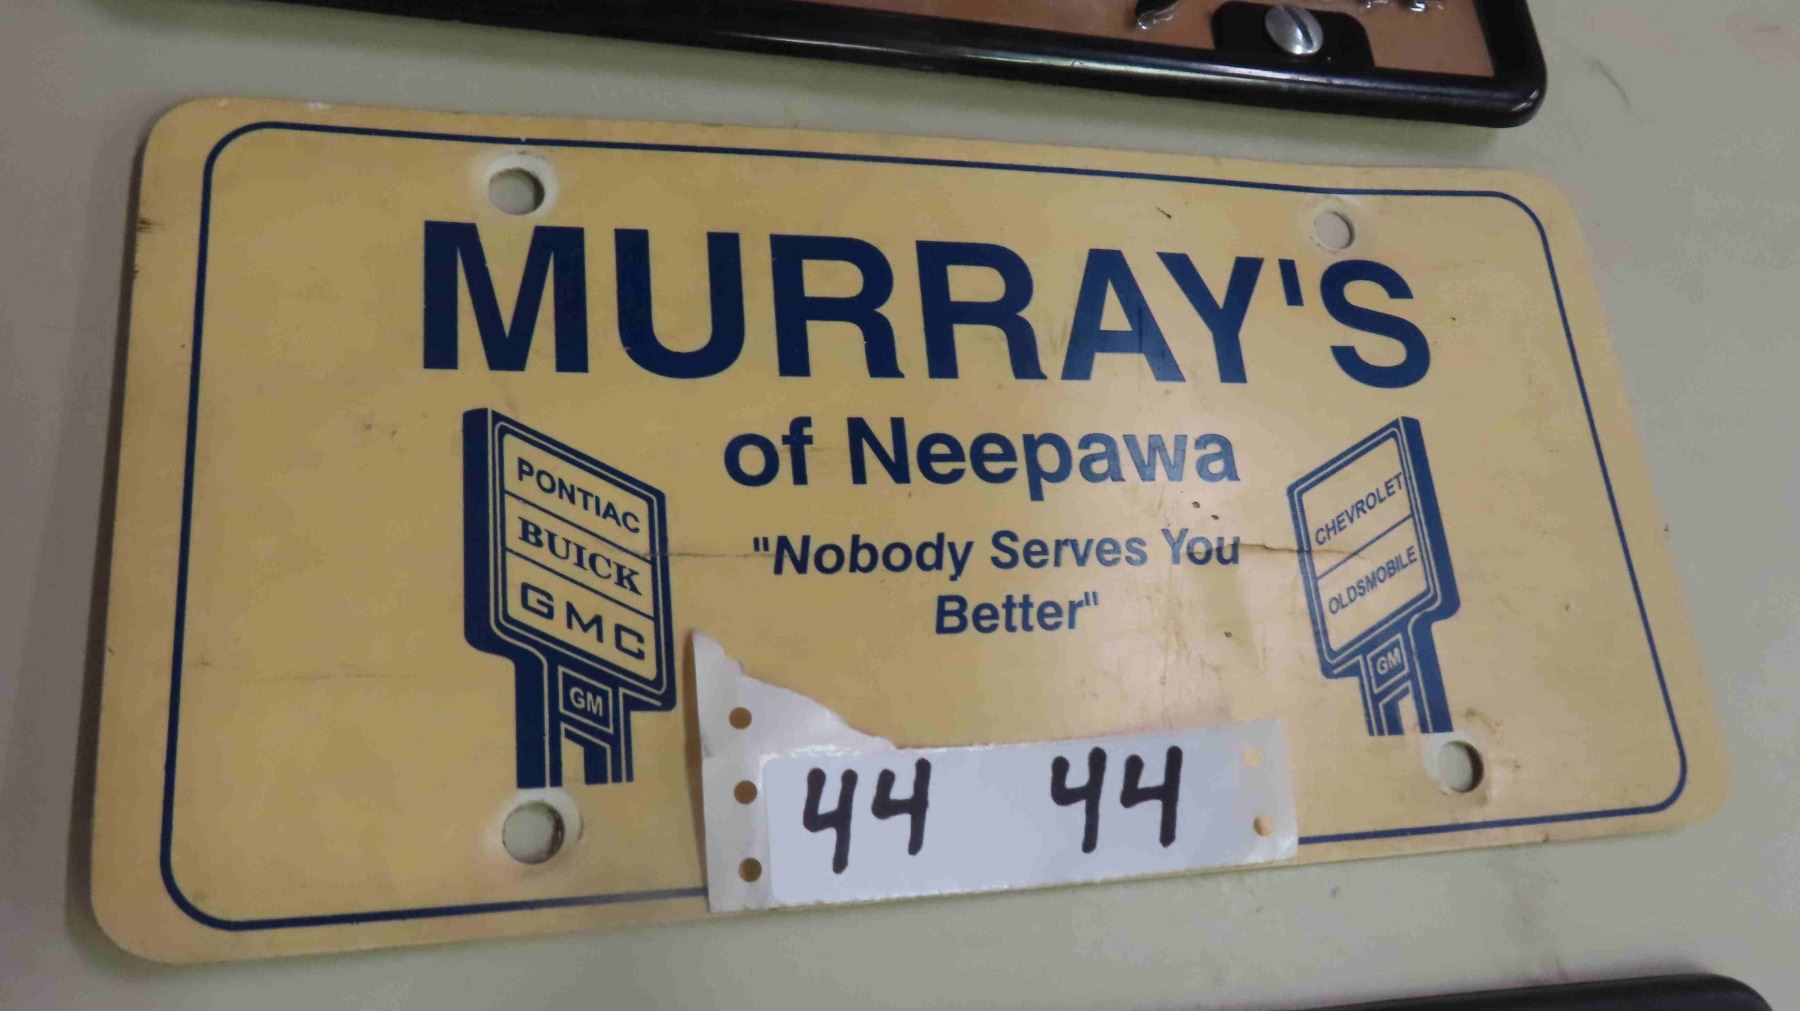 MURRAY'S
of Neepawa
"Nobody Serves You
Better"
PONTIAC
BUICK
GMC
GM
CHEVROLET
OLDSMOBILE
GM
44 44